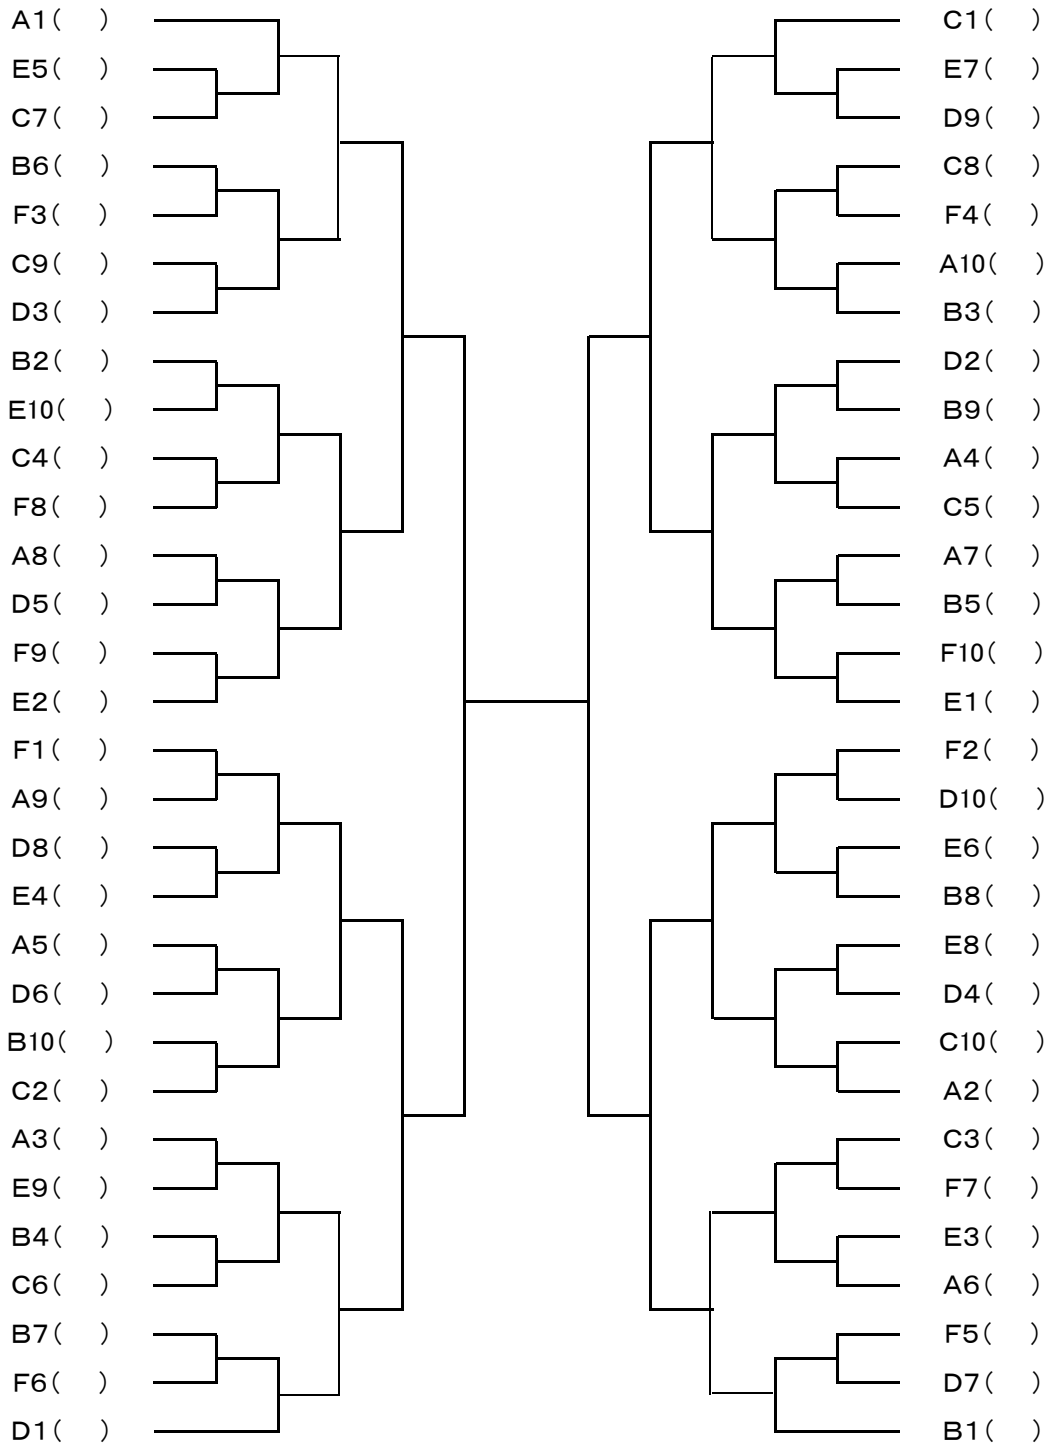 A1(　)
E5(　)
C7(　)
B6(　)
F3(　)
C9(　)
D3(　)
B2(　)
E10(　)
C4(　)
F8(　)
A8(　)
D5(　)
F9(　)
E2(　)
F1(　)
A9(　)
D8(　)
E4(　)
A5(　)
D6(　)
B10(　)
C2(　)
A3(　)
E9(　)
B4(　)
C6(　)
B7(　)
F6(　)
D1(　)
C1(　)
E7(　)
D9(　)
C8(　)
F4(　)
A10(　)
B3(　)
D2(　)
B9(　)
A4(　)
C5(　)
A7(　)
B5(　)
F10(　)
E1(　)
F2(　)
D10(　)
E6(　)
B8(　)
E8(　)
D4(　)
C10(　)
A2(　)
C3(　)
F7(　)
E3(　)
A6(　)
F5(　)
D7(　)
B1(　)